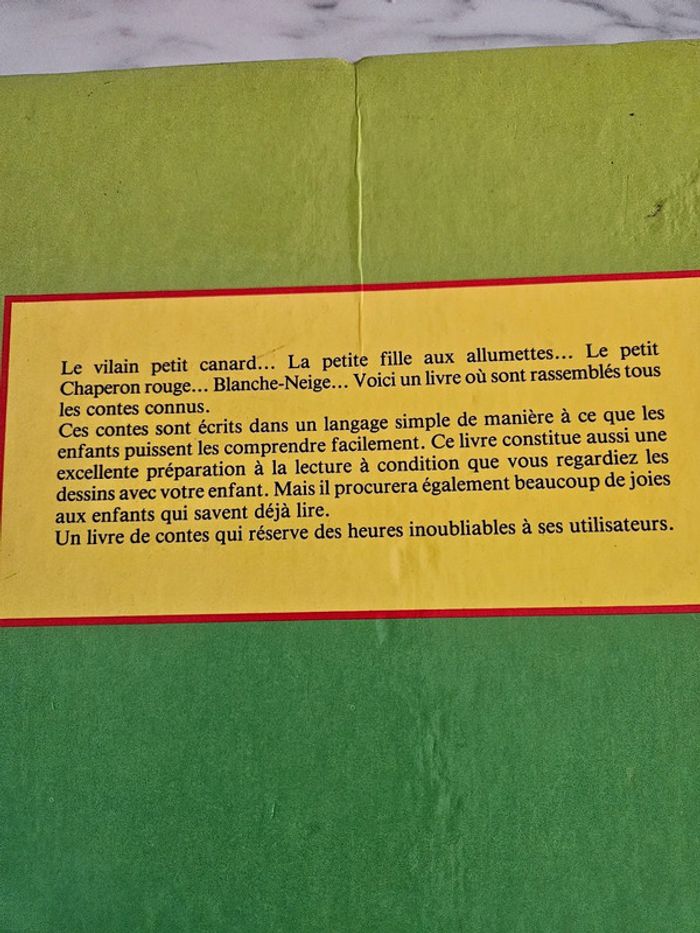 Le vilain petit canard... La petite fille aux allumettes... Le petit
Chaperon rouge... Blanche-Neige... Voici un livre où sont rassemblés tous
les contes connus.
Ces contes sont écrits dans un langage simple de manière à ce que les
enfants puissent les comprendre facilement. Ce livre constitue aussi une
excellente préparation à la lecture à condition que vous regardiez les
dessins avec votre enfant. Mais il procurera également beaucoup de joies
aux enfants qui savent déjà lire.
Un livre de contes qui réserve des heures inoubliables à ses utilisateurs.